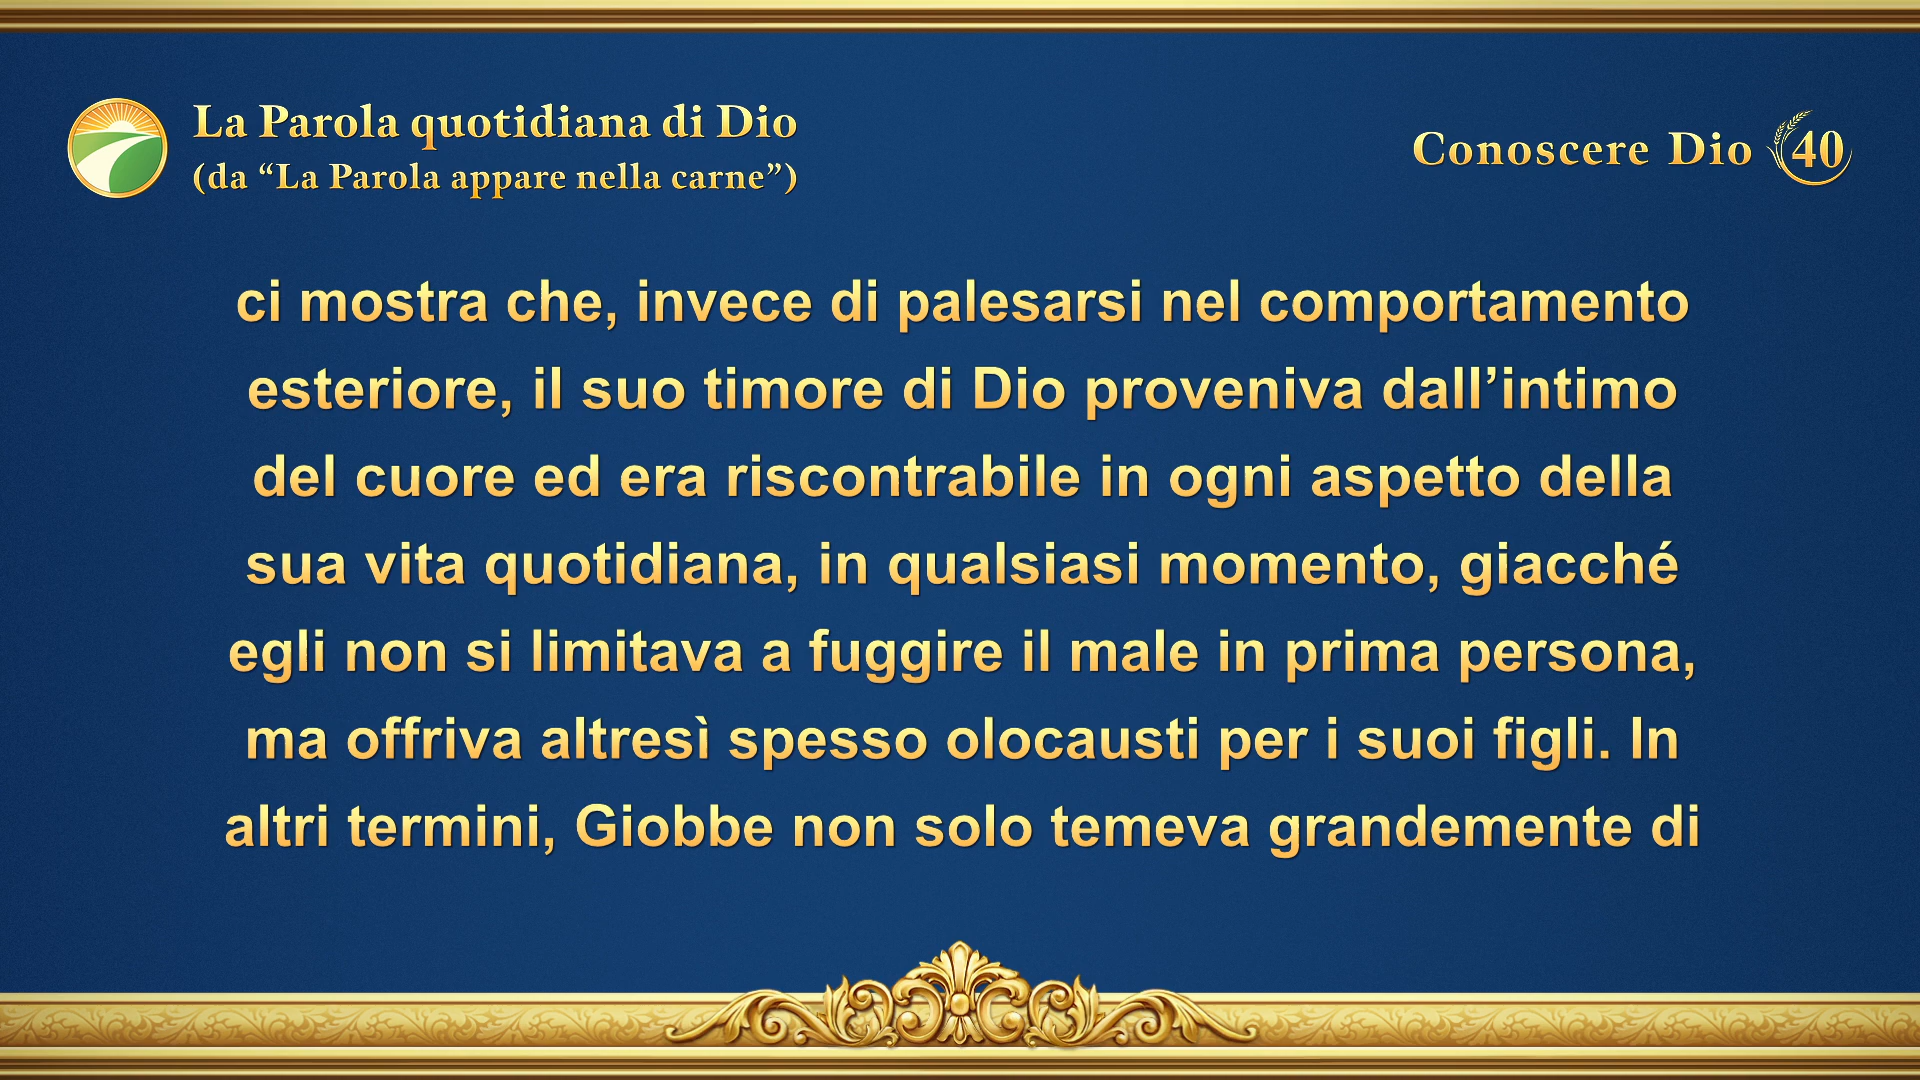 La Parola quotidiana di Dio
(da “La Parola appare nella carne”)
Conoscere Dio 40
ci mostra che, invece di palesarsi nel comportamento
esteriore, il suo timore di Dio proveniva dall’intimo
del cuore ed era riscontrabile in ogni aspetto della
sua vita quotidiana, in qualsiasi momento, giacché
egli non si limitava a fuggire il male in prima persona,
ma offriva altresì spesso olocausti per i suoi figli. In
altri termini, Giobbe non solo temeva grandemente di